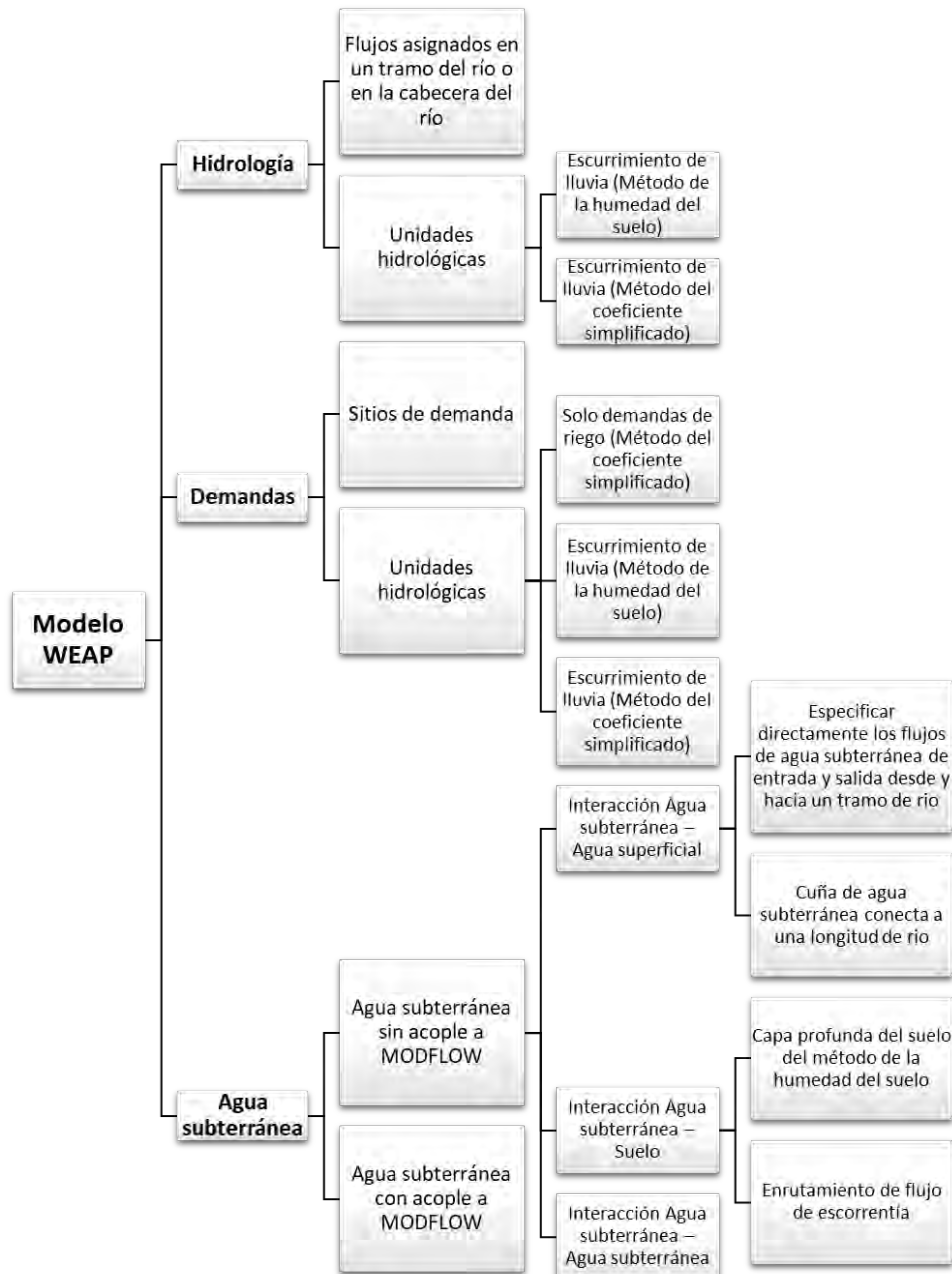 Modelo
WEAP
Hidrología
Flujos asignados en
un tramo del río o
en la cabecera del
río
Unidades
hidrológicas
Escurrimiento de
lluvia (Método de
la humedad del
suelo)
Escurrimiento de
lluvia (Método del
coeficiente
simplificado)
Demandas
Sitios de demanda
Unidades
hidrológicas
Solo demandas de
riego (Método del
coeficiente
simplificado)
Escurrimiento de
lluvia (Método de
la humedad del
suelo)
Escurrimiento de
lluvia (Método del
coeficiente
simplificado)
Agua
subterránea
Agua subterránea
sin acople a
MODFLOW
Interacción Agua
subterránea –
Agua superficial
Especificar
directamente los flujos
de agua subterránea de
entrada y salida desde y
hacia un tramo de rio
Cuña de agua
subterránea conecta a
una longitud de rio
Interacción Agua
subterránea –
Suelo
Capa profunda del suelo
del método de la
humedad del suelo
Enrutamiento de flujo
de escorrentía
Interacción Agua
subterránea –
Agua subterránea
Agua subterránea
con acople a
MODFLOW